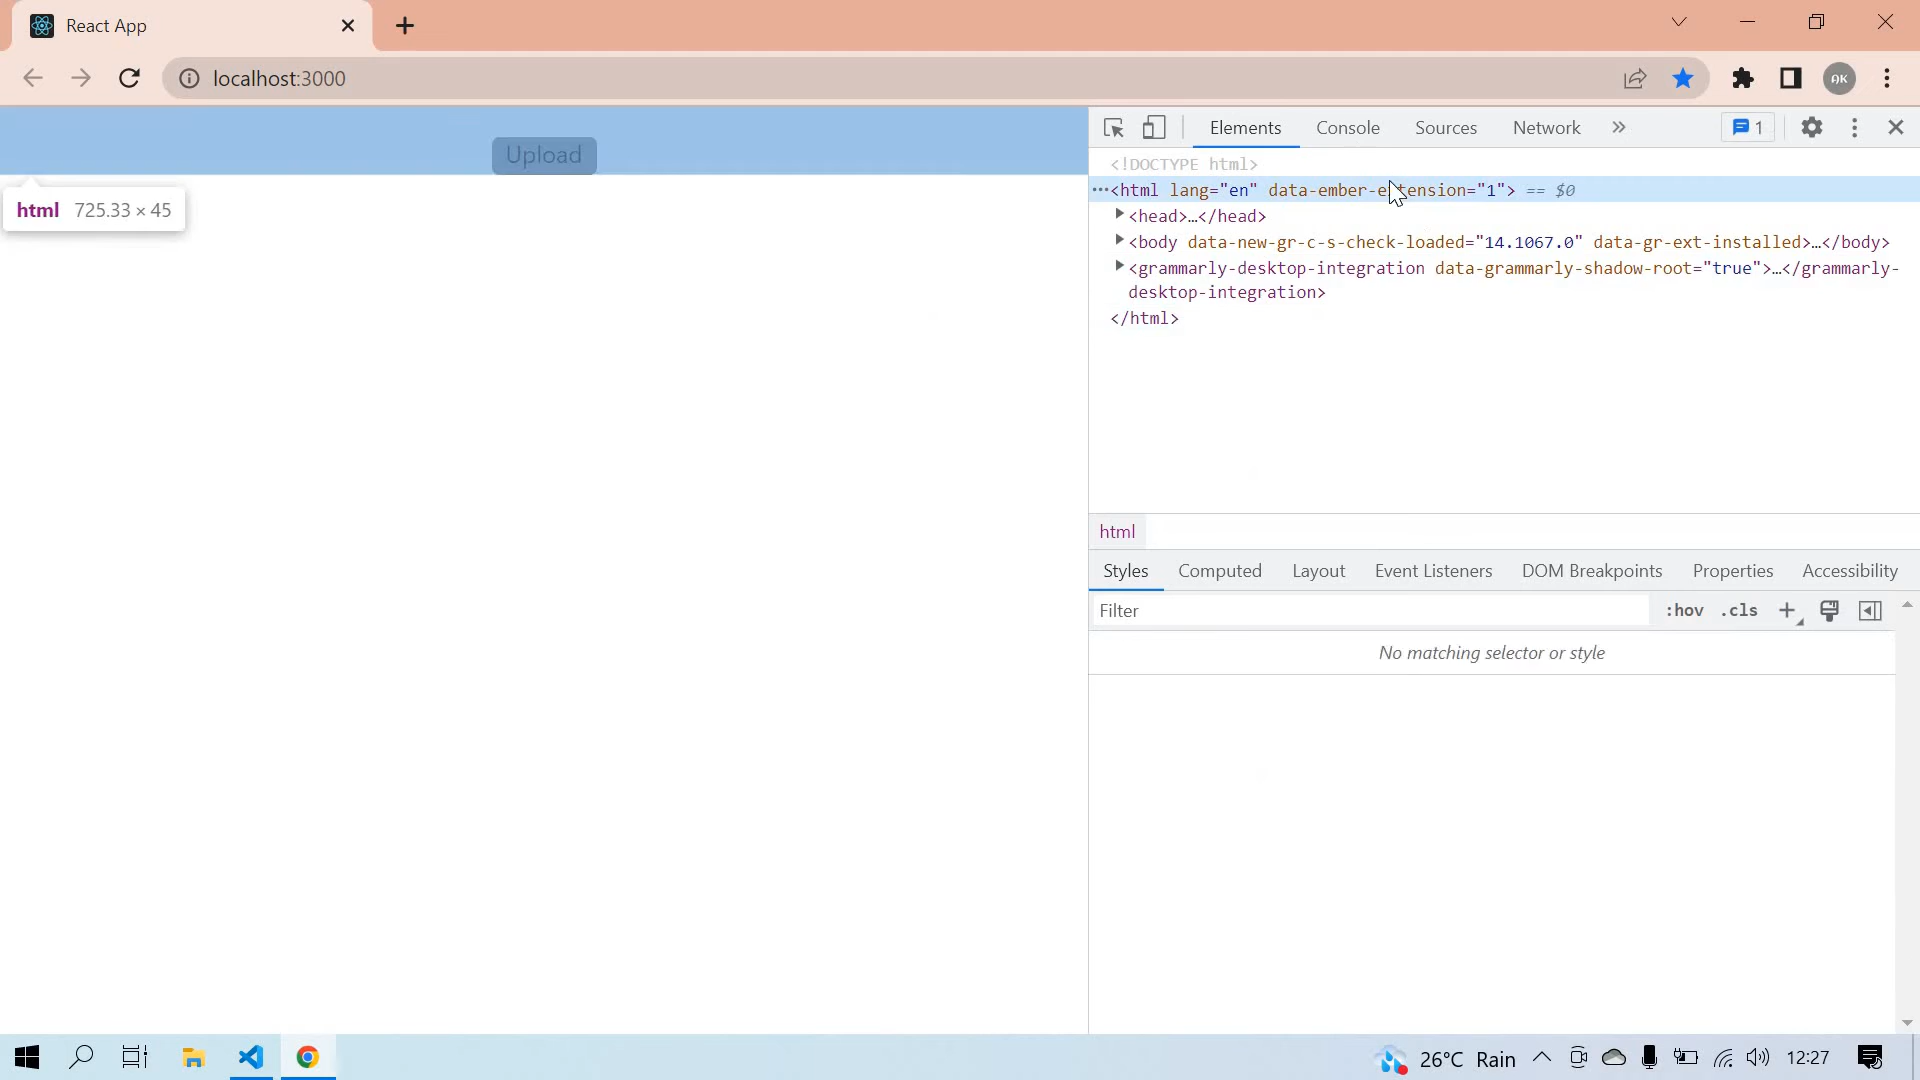 React App
localhost:3000
AK
Upload
html 725.33 × 45
Elements Console Sources Network » 1
<!DOCTYPE html>
…<html lang="en" data-ember-extension="1"> == $0
<head>…</head>
<body data-new-gr-c-s-check-loaded="14.1067.0" data-gr-ext-installed>…</body>
<grammarly-desktop-integration data-grammarly-shadow-root="true">…</grammarly-
desktop-integration>
</html>
html
Styles Computed Layout Event Listeners DOM Breakpoints Properties Accessibility
Filter :hov .cls
No matching selector or style
26°C Rain 12:27